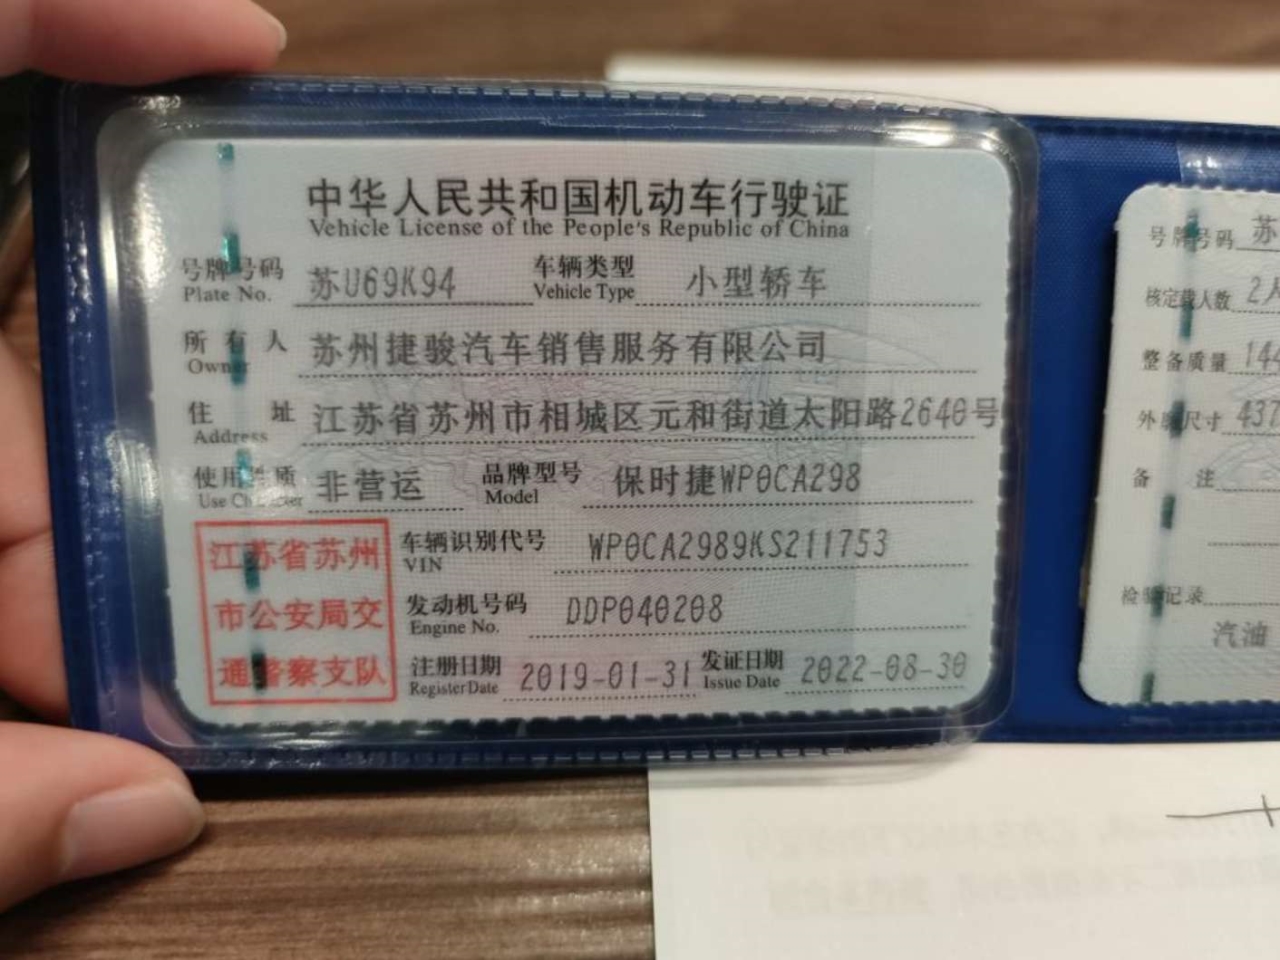 中华人民共和国机动车行驶证
Vehicle License of the People's Republic of China
号牌号码 苏U69K94 车辆类型 小型轿车
Plate No. Vehicle Type
所有人 苏州捷骏汽车销售服务有限公司
Owner
住址 江苏省苏州市相城区元和街道太阳路2640号
Address
使用性质 非营运 品牌型号 保时捷WP0CA298
Use Character Model
江苏省苏州
市公安局交
通警察支队
车辆识别代号 WP0CA2989KS211753
VIN
发动机号码 DDP040208
Engine No.
注册日期 2019-01-31 发证日期 2022-08-30
Register Date Issue Date
号牌号码 苏
核定载人数 2人
整备质量 144
外廓尺寸 437
备注
检验记录
汽油